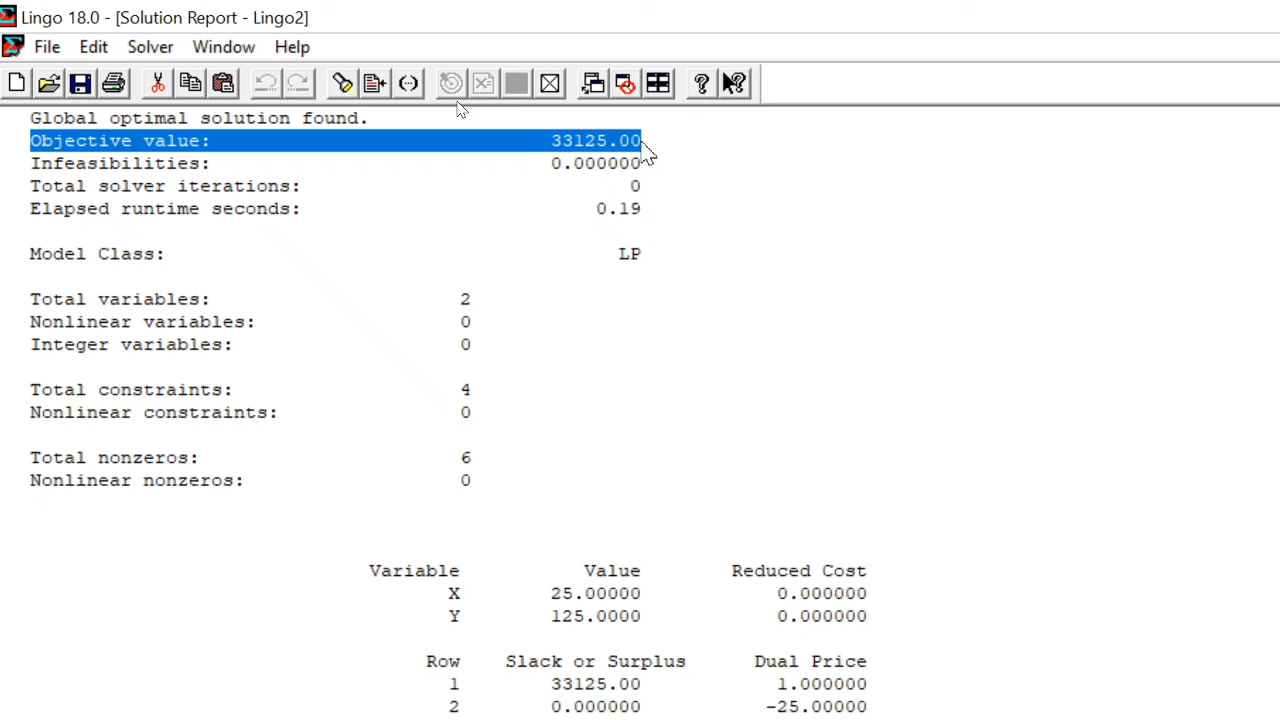 Lingo 18.0 - [Solution Report - Lingo2]
File Edit Solver Window Help
Global optimal solution found.
Objective value: 33125.00
Infeasibilities: 0.000000
Total solver iterations: 0
Elapsed runtime seconds: 0.19
Model Class: LP
Total variables: 2
Nonlinear variables: 0
Integer variables: 0
Total constraints: 4
Nonlinear constraints: 0
Total nonzeros: 6
Nonlinear nonzeros: 0
Variable Value Reduced Cost
X 25.00000 0.000000
Y 125.0000 0.000000
Row Slack or Surplus Dual Price
1 33125.00 1.000000
2 0.000000 -25.00000